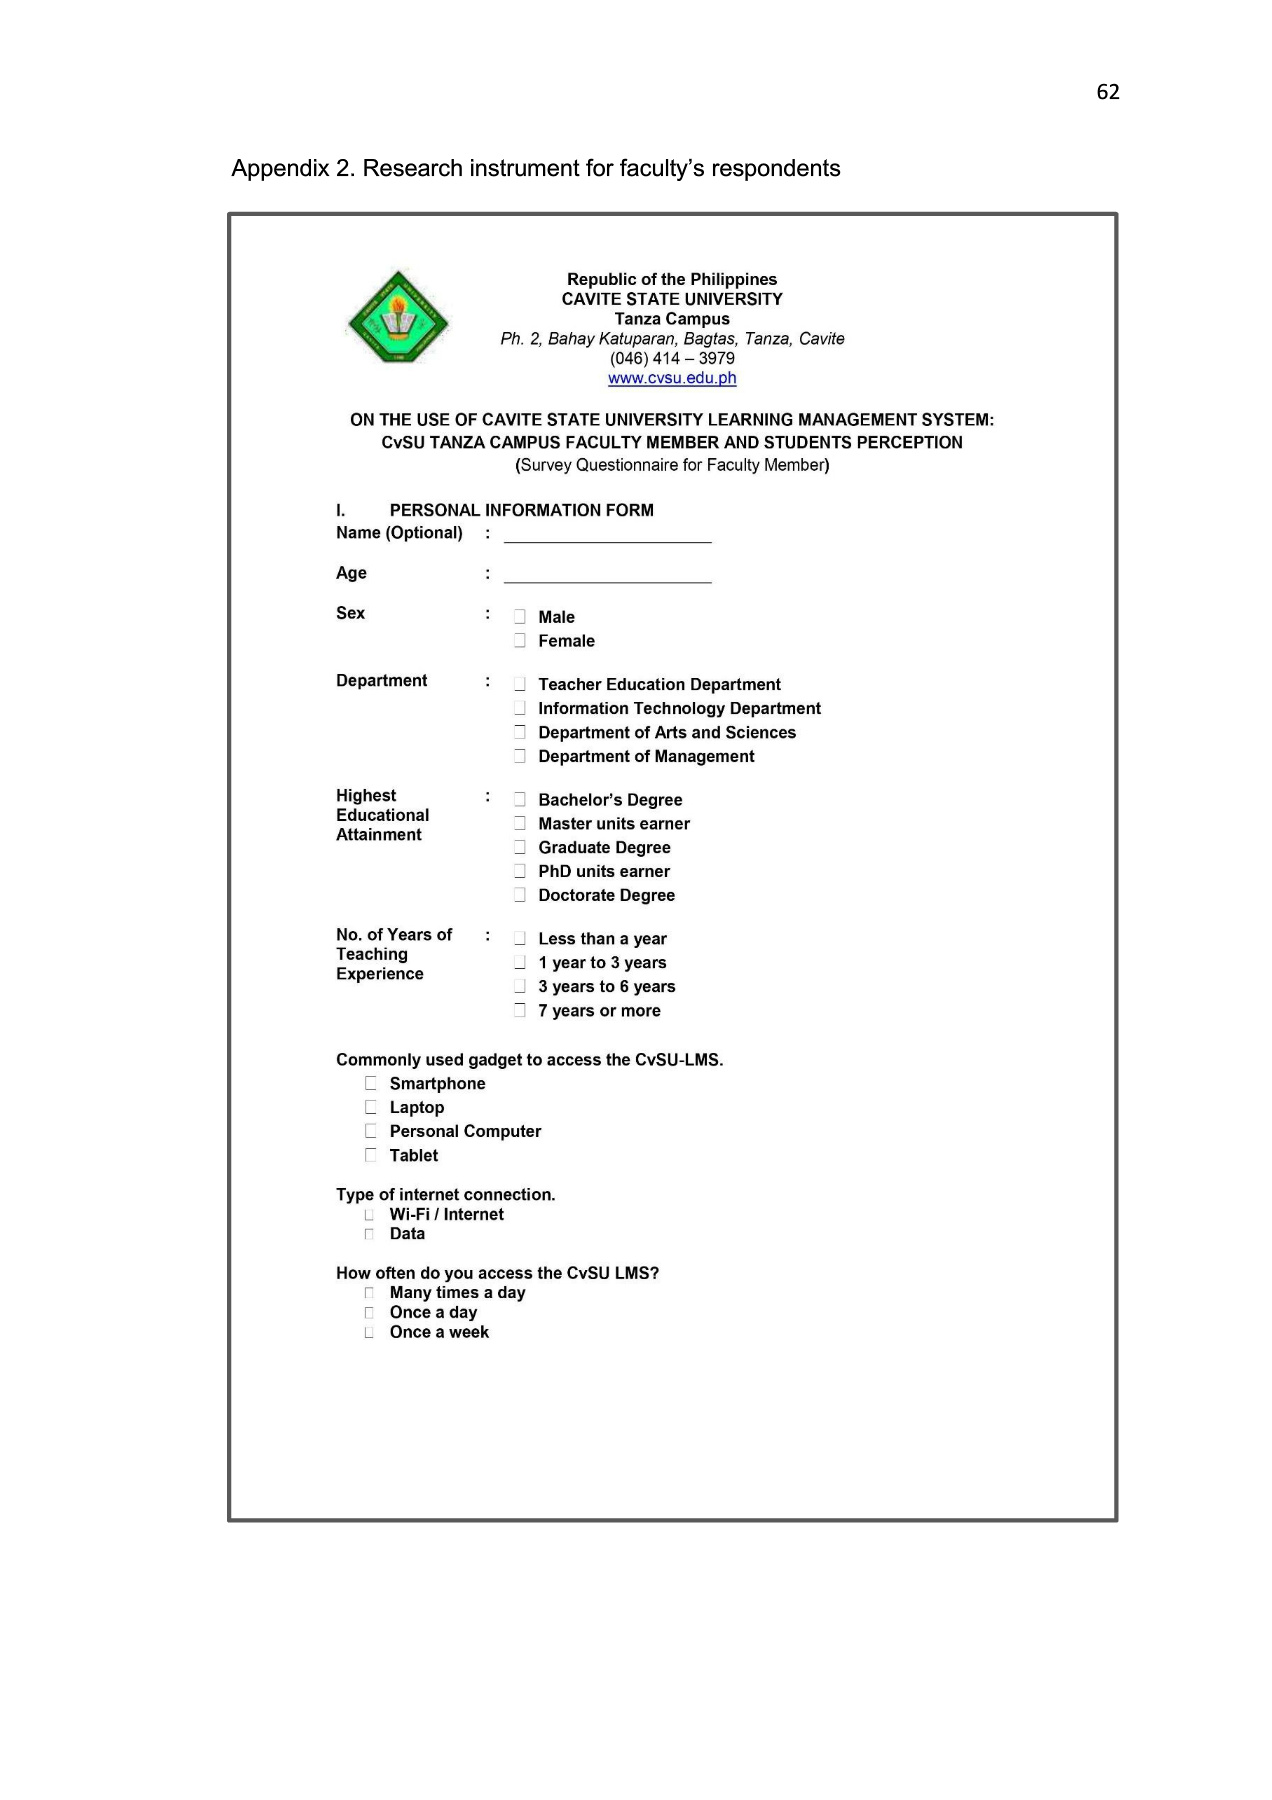 62
Appendix 2. Research instrument for faculty’s respondents
Republic of the Philippines
CAVITE STATE UNIVERSITY
Tanza Campus
Ph. 2, Bahay Katuparan, Bagtas, Tanza, Cavite
(046) 414 – 3979
www.cvsu.edu.ph
ON THE USE OF CAVITE STATE UNIVERSITY LEARNING MANAGEMENT SYSTEM:
CvSU TANZA CAMPUS FACULTY MEMBER AND STUDENTS PERCEPTION
(Survey Questionnaire for Faculty Member)
I. PERSONAL INFORMATION FORM
Name (Optional) :
Age :
Sex : Male
Female
Department : Teacher Education Department
Information Technology Department
Department of Arts and Sciences
Department of Management
Highest : Bachelor’s Degree
Educational Master units earner
Attainment Graduate Degree
PhD units earner
Doctorate Degree
No. of Years of : Less than a year
Teaching 1 year to 3 years
Experience 3 years to 6 years
7 years or more
Commonly used gadget to access the CvSU-LMS.
Smartphone
Laptop
Personal Computer
Tablet
Type of internet connection.
Wi-Fi / Internet
Data
How often do you access the CvSU LMS?
Many times a day
Once a day
Once a week